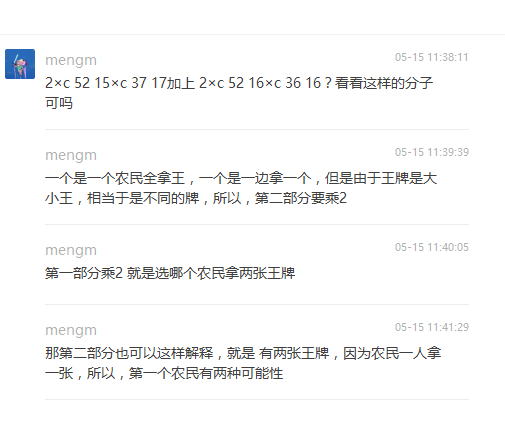 mengm
05-15 11:38:11
2×c 52 15×c 37 17加上 2×c 52 16×c 36 16？看看这样的分子
可吗
mengm
05-15 11:39:39
一个是一个农民全拿王，一个是一边拿一个，但是由于王牌是大
小王，相当于是不同的牌，所以，第二部分要乘2
mengm
05-15 11:40:05
第一部分乘2 就是选哪个农民拿两张王牌
mengm
05-15 11:41:29
那第二部分也可以这样解释，就是 有两张王牌，因为农民一人拿
一张，所以，第一个农民有两种可能性